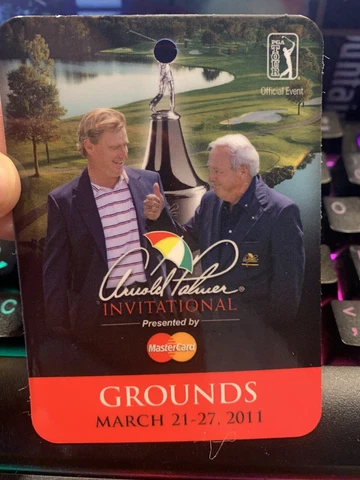 PGA
TOUR
Official Event
Arnold Palmer
INVITATIONAL®
Presented by
MasterCard
GROUNDS
MARCH 21-27, 2011